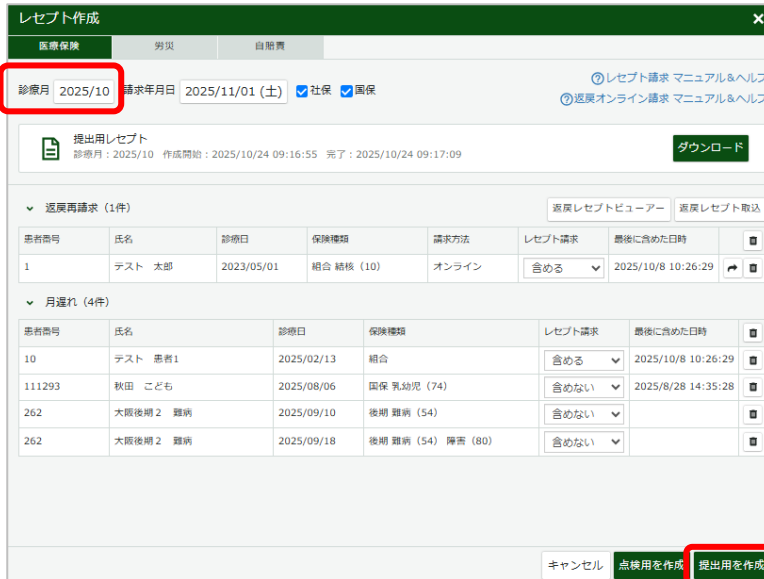 レセプト作成
医療保険 労災 自賠責
診療月 2025/10 請求年月日 2025/11/01 (土) 社保 国保
レセプト請求 マニュアル&ヘルプ
返戻オンライン請求 マニュアル&ヘルプ
提出用レセプト
診療月：2025/10 作成開始：2025/10/24 09:16:55 完了：2025/10/24 09:17:09
ダウンロード
返戻再請求（1件）
返戻レセプトビューアー 返戻レセプト取込
患者番号 氏名 診療日 保険種類 請求方法 レセプト請求 最後に含めた日時
1 テスト 太郎 2023/05/01 組合 結核（10） オンライン 含める 2025/10/8 10:26:29
月遅れ（4件）
患者番号 氏名 診療日 保険種類 レセプト請求 最後に含めた日時
10 テスト 患者1 2025/02/13 組合 含める 2025/10/8 10:26:29
111293 秋田 こども 2025/08/06 国保 乳幼児（74） 含めない 2025/8/28 14:35:28
262 大阪後期２ 難病 2025/09/10 後期 難病（54） 含めない
262 大阪後期２ 難病 2025/09/18 後期 難病（54） 障害（80） 含めない
キャンセル 点検用を作成 提出用を作成